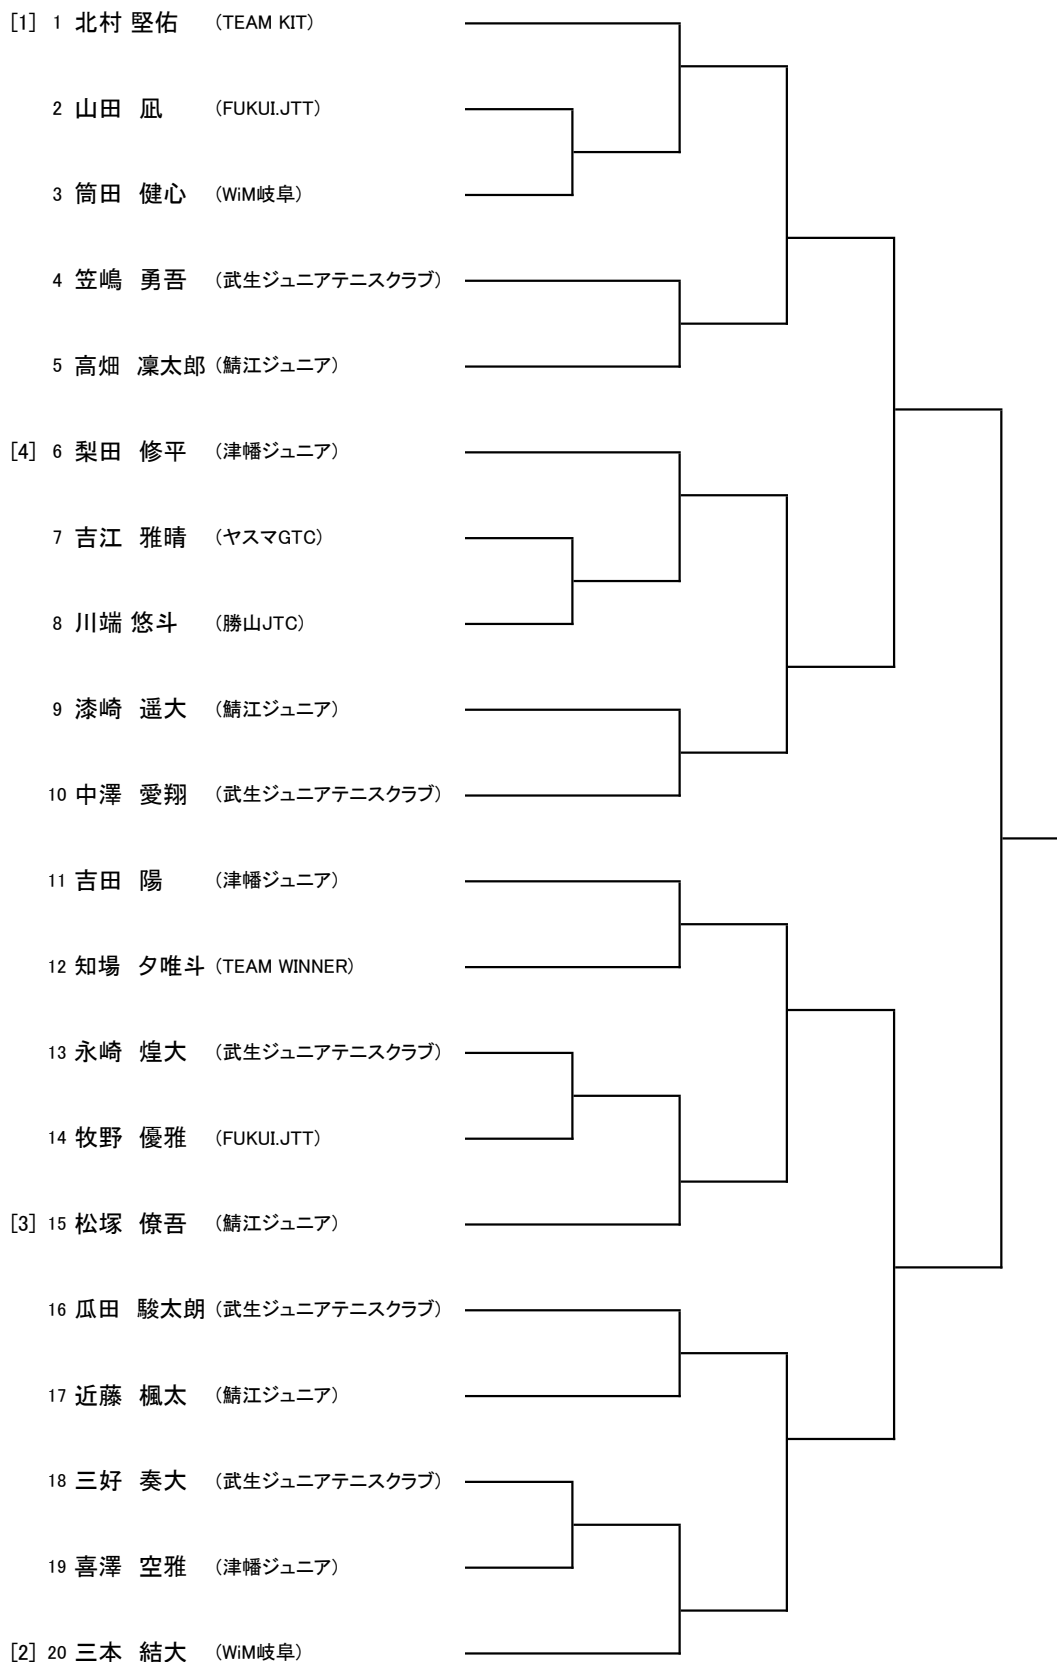 [1] 1 北村 堅佑 (TEAM KIT)
2 山田 凪 (FUKUI.JTT)
3 筒田 健心 (WiM岐阜)
4 笠嶋 勇吾 (武生ジュニアテニスクラブ)
5 高畑 凜太郎 (鯖江ジュニア)
[4] 6 梨田 修平 (津幡ジュニア)
7 吉江 雅晴 (ヤスマGTC)
8 川端 悠斗 (勝山JTC)
9 漆崎 遥大 (鯖江ジュニア)
10 中澤 愛翔 (武生ジュニアテニスクラブ)
11 吉田 陽 (津幡ジュニア)
12 知場 夕唯斗 (TEAM WINNER)
13 永崎 煌大 (武生ジュニアテニスクラブ)
14 牧野 優雅 (FUKUI.JTT)
[3] 15 松塚 僚吾 (鯖江ジュニア)
16 瓜田 駿太朗 (武生ジュニアテニスクラブ)
17 近藤 楓太 (鯖江ジュニア)
18 三好 奏大 (武生ジュニアテニスクラブ)
19 喜澤 空雅 (津幡ジュニア)
[2] 20 三本 結大 (WiM岐阜)